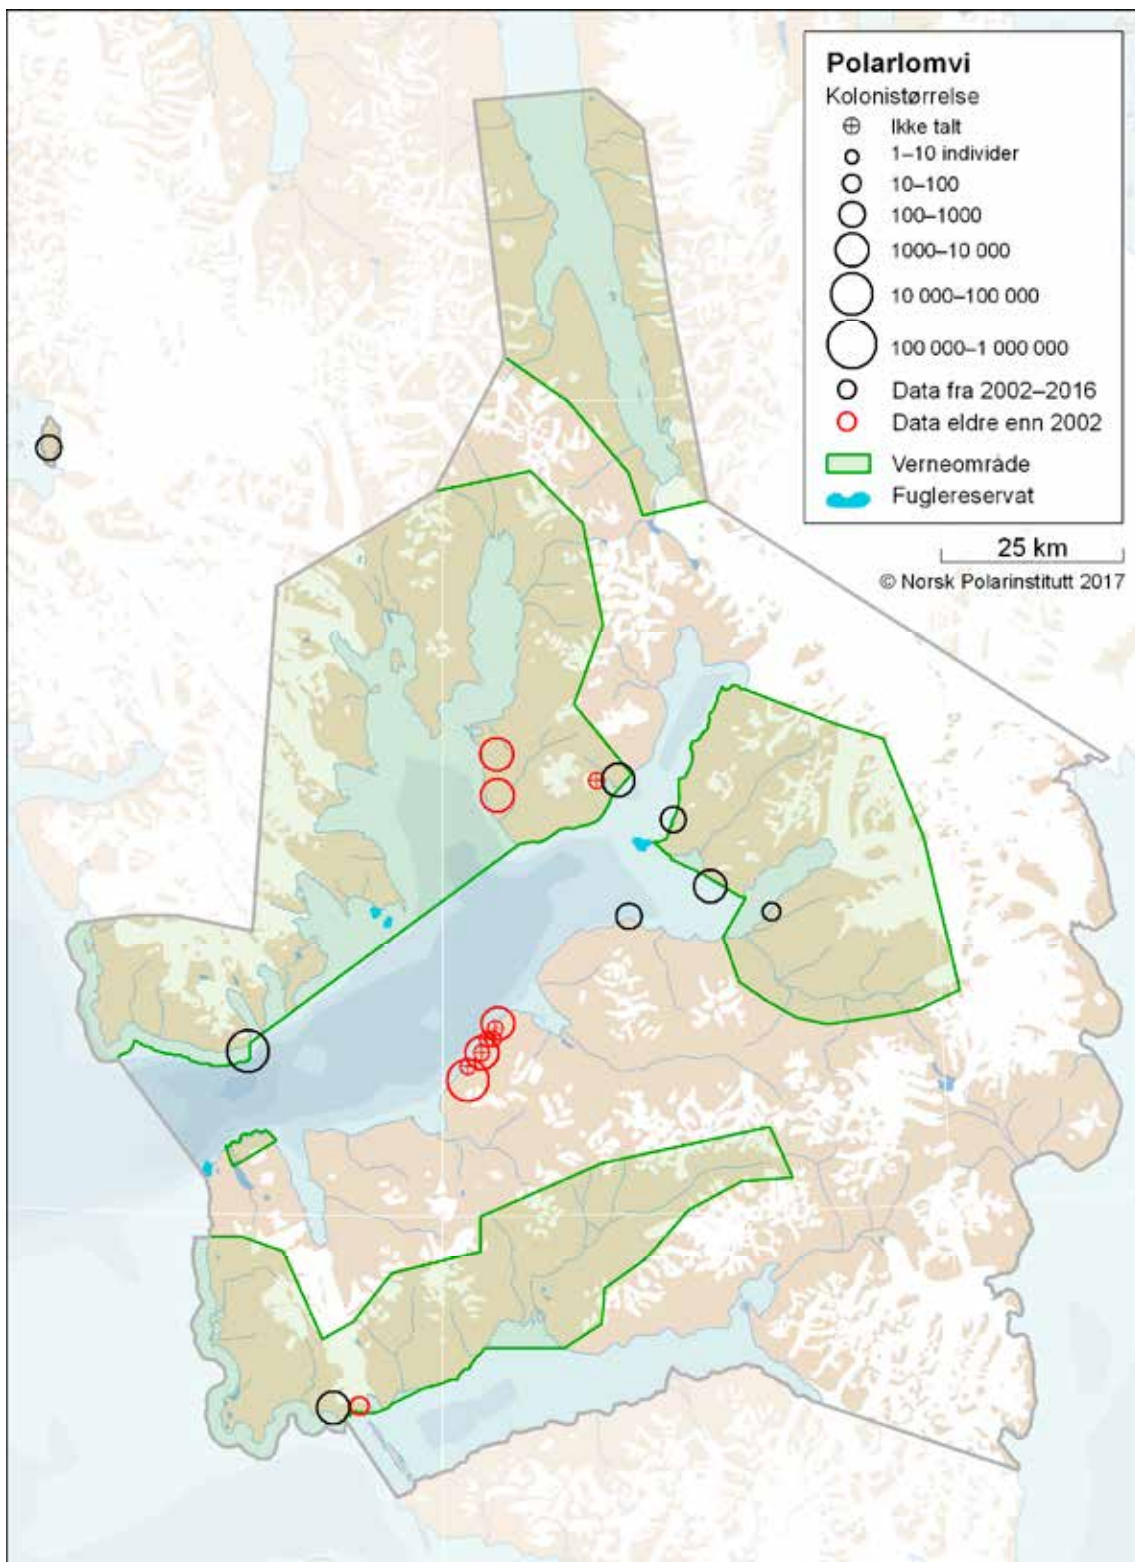 Polarlomvi
Kolonistørrelse
Ikke talt
1–10 individer
10–100
100–1000
1000–10 000
10 000–100 000
100 000–1 000 000
Data fra 2002–2016
Data eldre enn 2002
Verneområde
Fuglereservat
25 km
© Norsk Polarinstitutt 2017